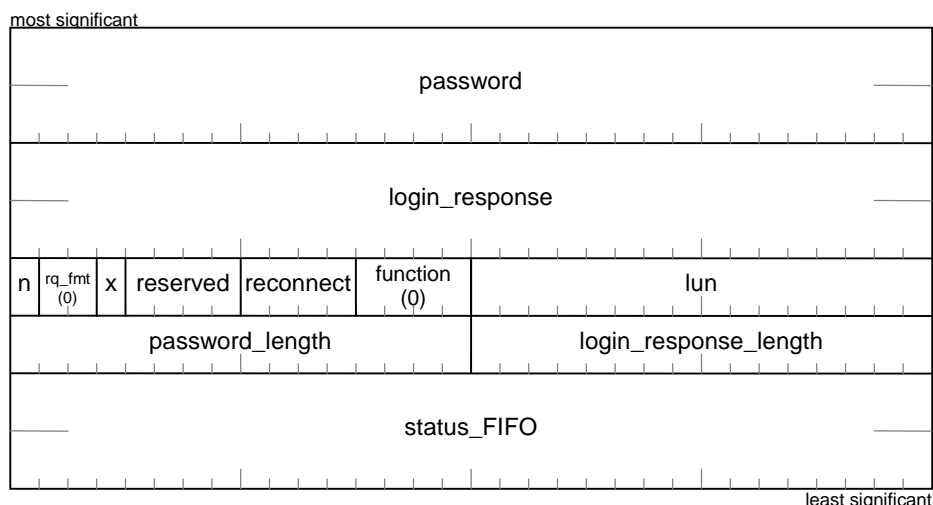 most significant
password
login_response
n rq_fmt (0) x reserved reconnect function (0) lun
password_length login_response_length
status_FIFO
least significant